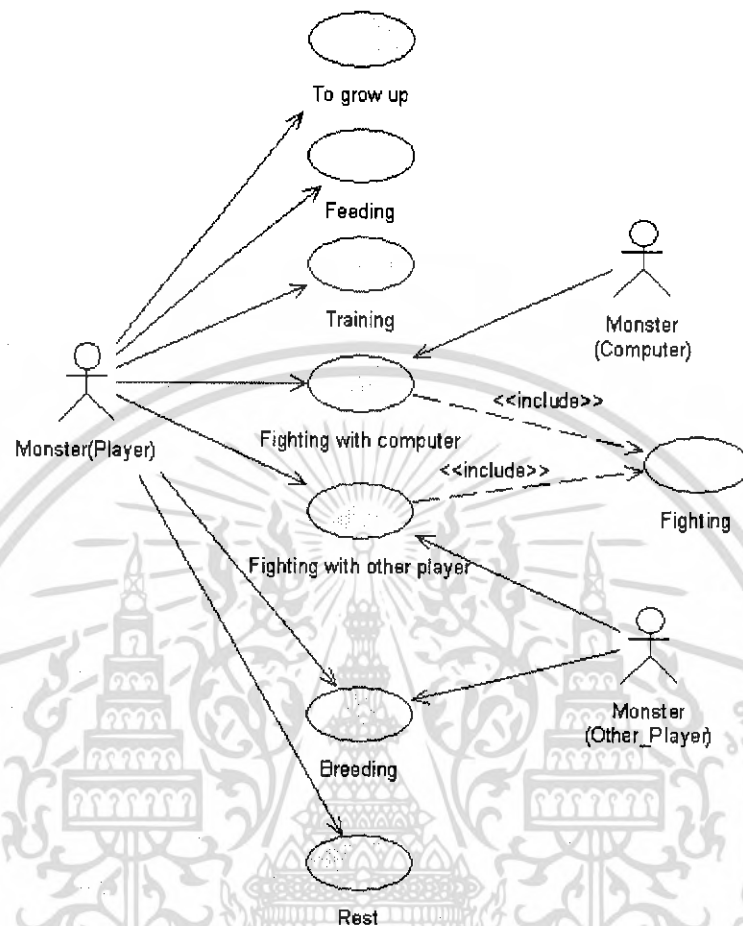 To grow up
Feeding
Training
Monster
(Computer)
<<include>>
Monster(Player)
Fighting with computer
<<include>>
Fighting
Fighting with other player
Monster
(Other_Player)
Breeding
Rest